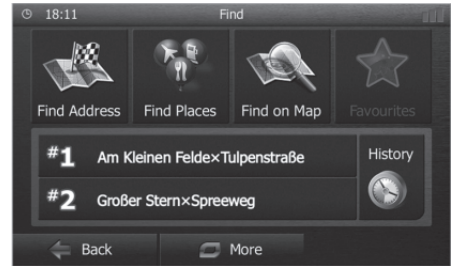 18:11 Find
Find Address Find Places Find on Map Favourites
#1 Am Kleinen Felde×Tulpenstraße
History
#2 Großer Stern×Spreeweg
Back More